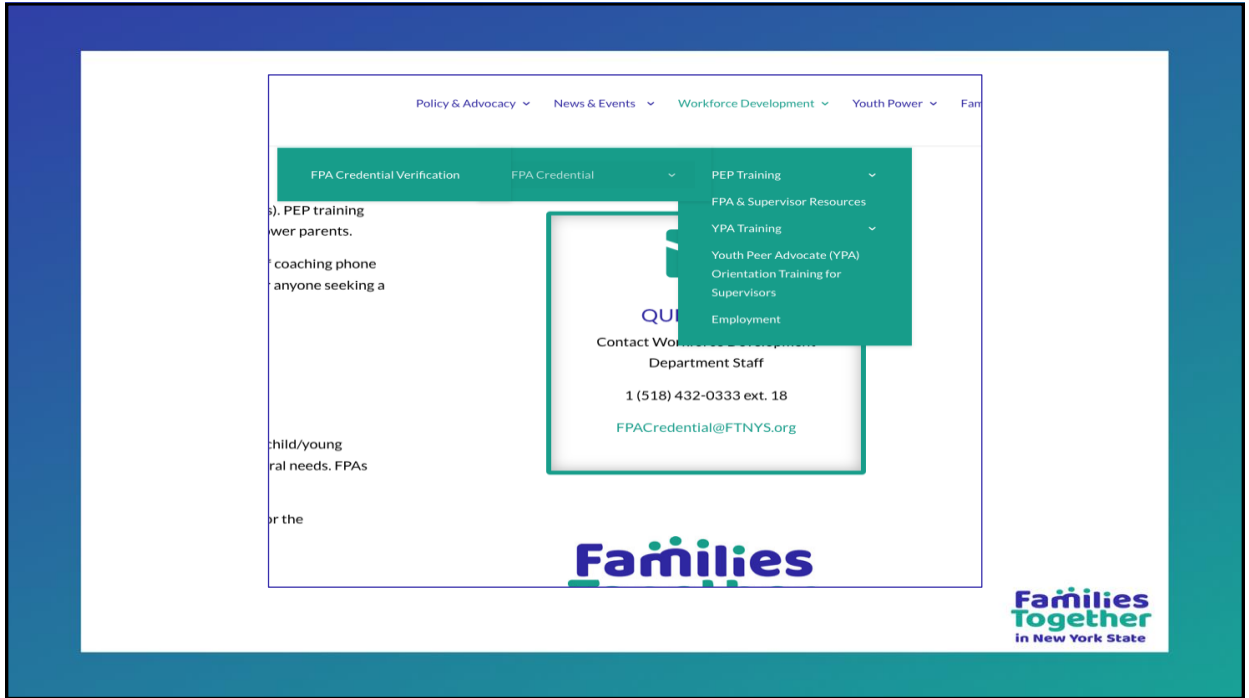 Policy & Advocacy News & Events Workforce Development Youth Power Fam
FPA Credential Verification FPA Credential PEP Training
FPA & Supervisor Resources
YPA Training
Youth Peer Advocate (YPA)
Orientation Training for
Supervisors
Employment
s). PEP training
wer parents.
coaching phone
anyone seeking a
child/young
ral needs. FPAs
or the
QU
Contact Wor
Department Staff
1 (518) 432-0333 ext. 18
FPACredential@FTNYS.org
Families
Families
Together
in New York State